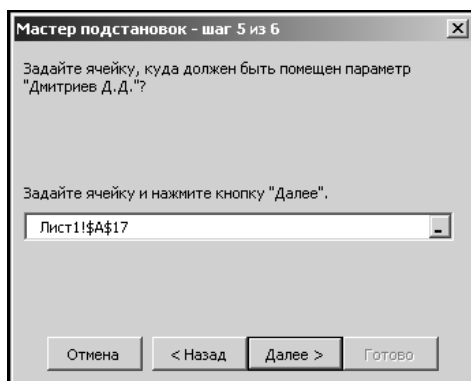 Мастер подстановок - шаг 5 из 6
Задайте ячейку, куда должен быть помещен параметр
"Дмитриев Д.Д."?
Задайте ячейку и нажмите кнопку "Далее".
Лист1!$A$17
Отмена
< Назад
Далее >
Готово